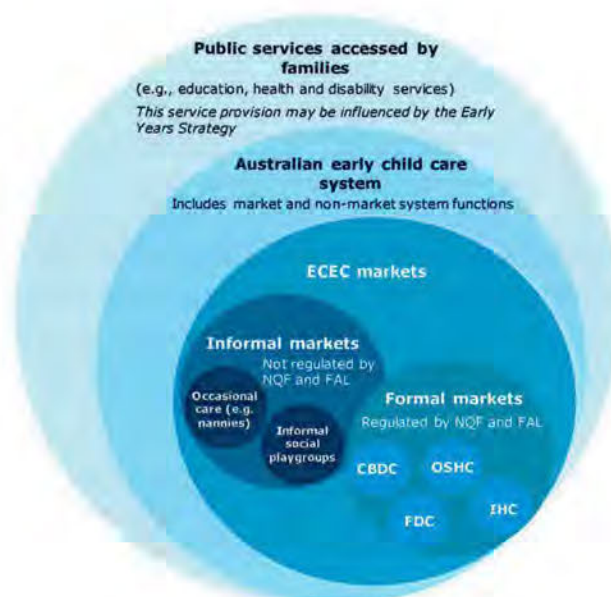 Public services accessed by
families
(e.g., education, health and disability services)
This service provision may be influenced by the Early
Years Strategy
Australian early child care
system
Includes market and non-market system functions
ECEC markets
Informal markets
Not regulated by
NQF and FAL
Occasional
care (e.g.
nannies)
Informal
social
playgroups
Formal markets
Regulated by NQF and FAL
CBDC
OSHC
FDC
IHC